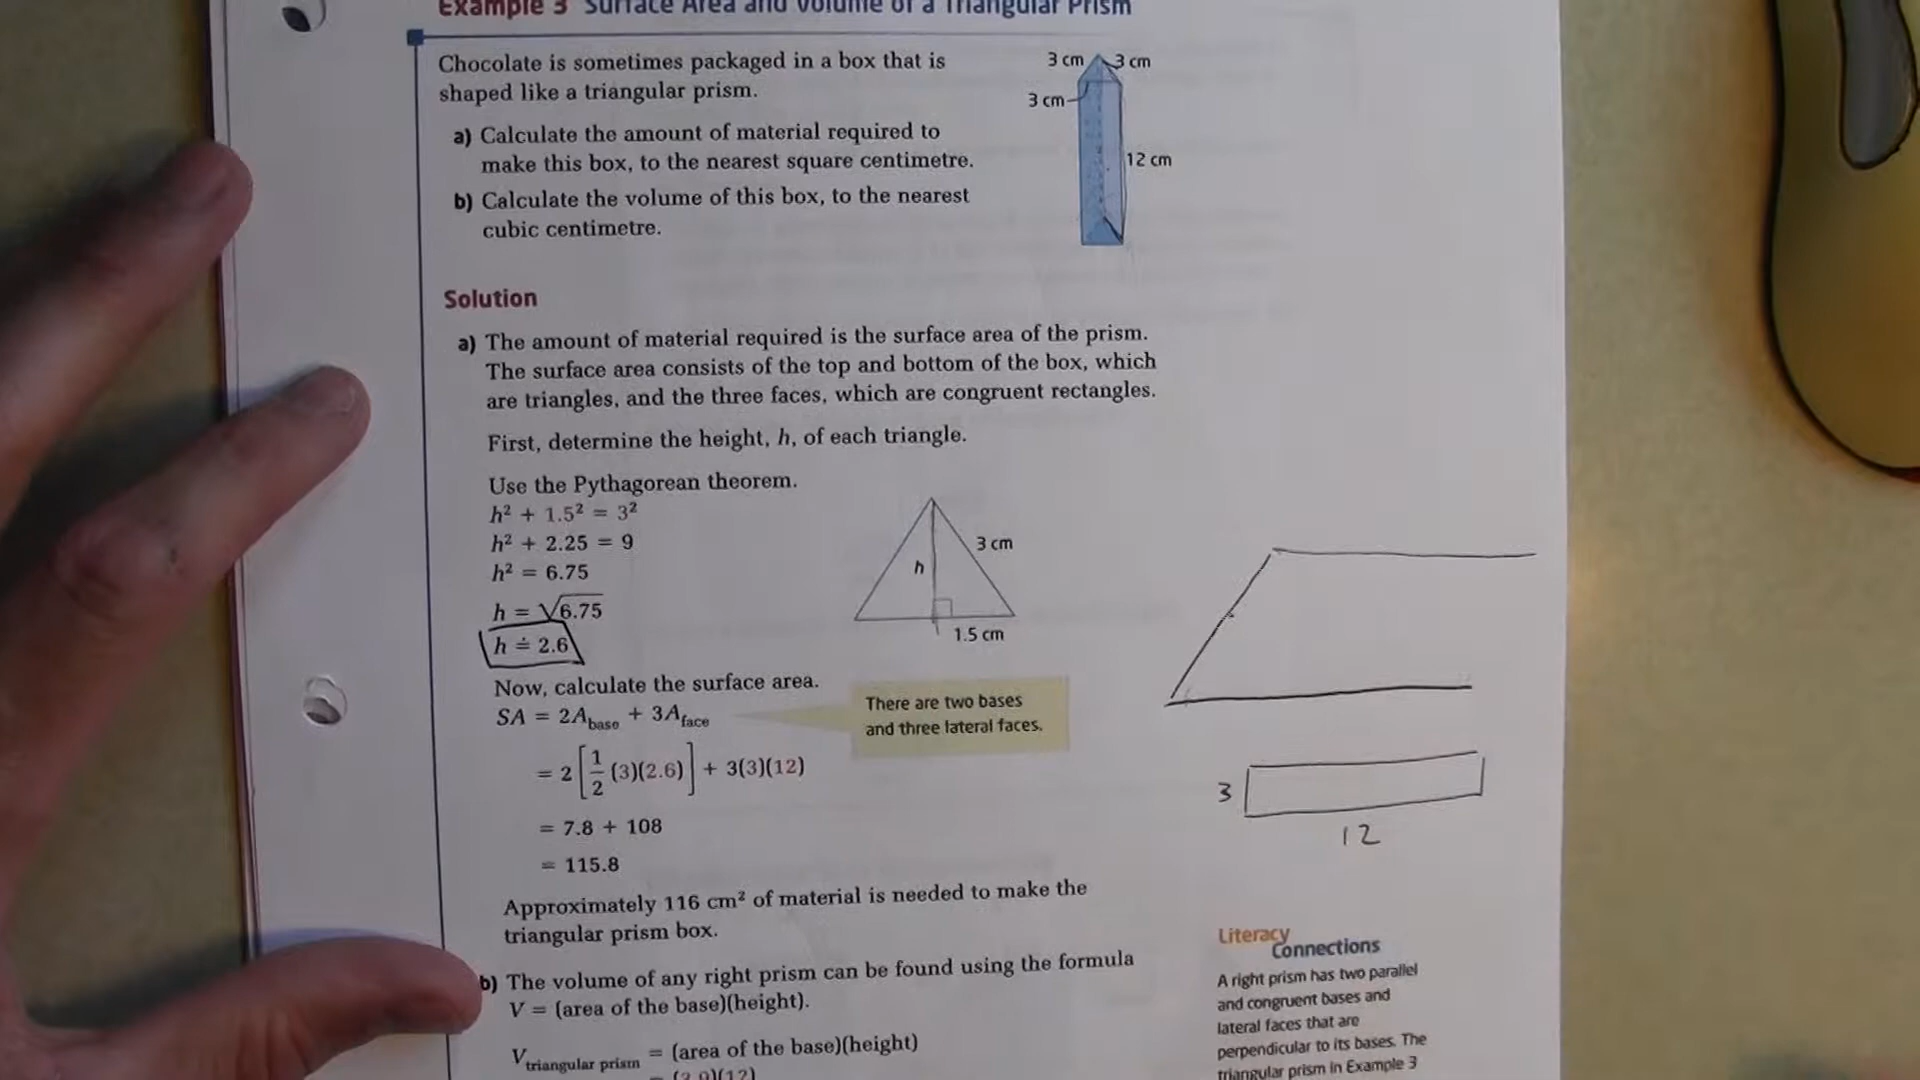 Example 3 Surface Area and Volume of a Triangular Prism
Chocolate is sometimes packaged in a box that is
shaped like a triangular prism.
3 cm
3 cm
3 cm
12 cm
a) Calculate the amount of material required to
make this box, to the nearest square centimetre.
b) Calculate the volume of this box, to the nearest
cubic centimetre.
Solution
a) The amount of material required is the surface area of the prism.
The surface area consists of the top and bottom of the box, which
are triangles, and the three faces, which are congruent rectangles.
First, determine the height, h, of each triangle.
Use the Pythagorean theorem.
h² + 1.5² = 3²
h² + 2.25 = 9
h² = 6.75
h = √6.75
h ≐ 2.6
h
3 cm
1.5 cm
Now, calculate the surface area.
SA = 2A_base + 3A_face
= 2[1/2 (3)(2.6)] + 3(3)(12)
= 7.8 + 108
= 115.8
There are two bases
and three lateral faces.
3
12
Approximately 116 cm² of material is needed to make the
triangular prism box.
b) The volume of any right prism can be found using the formula
V = (area of the base)(height).
V_triangular prism = (area of the base)(height)
= (3.9)(12)
Literacy
Connections
A right prism has two parallel
and congruent bases and
lateral faces that are
perpendicular to its bases. The
triangular prism in Example 3